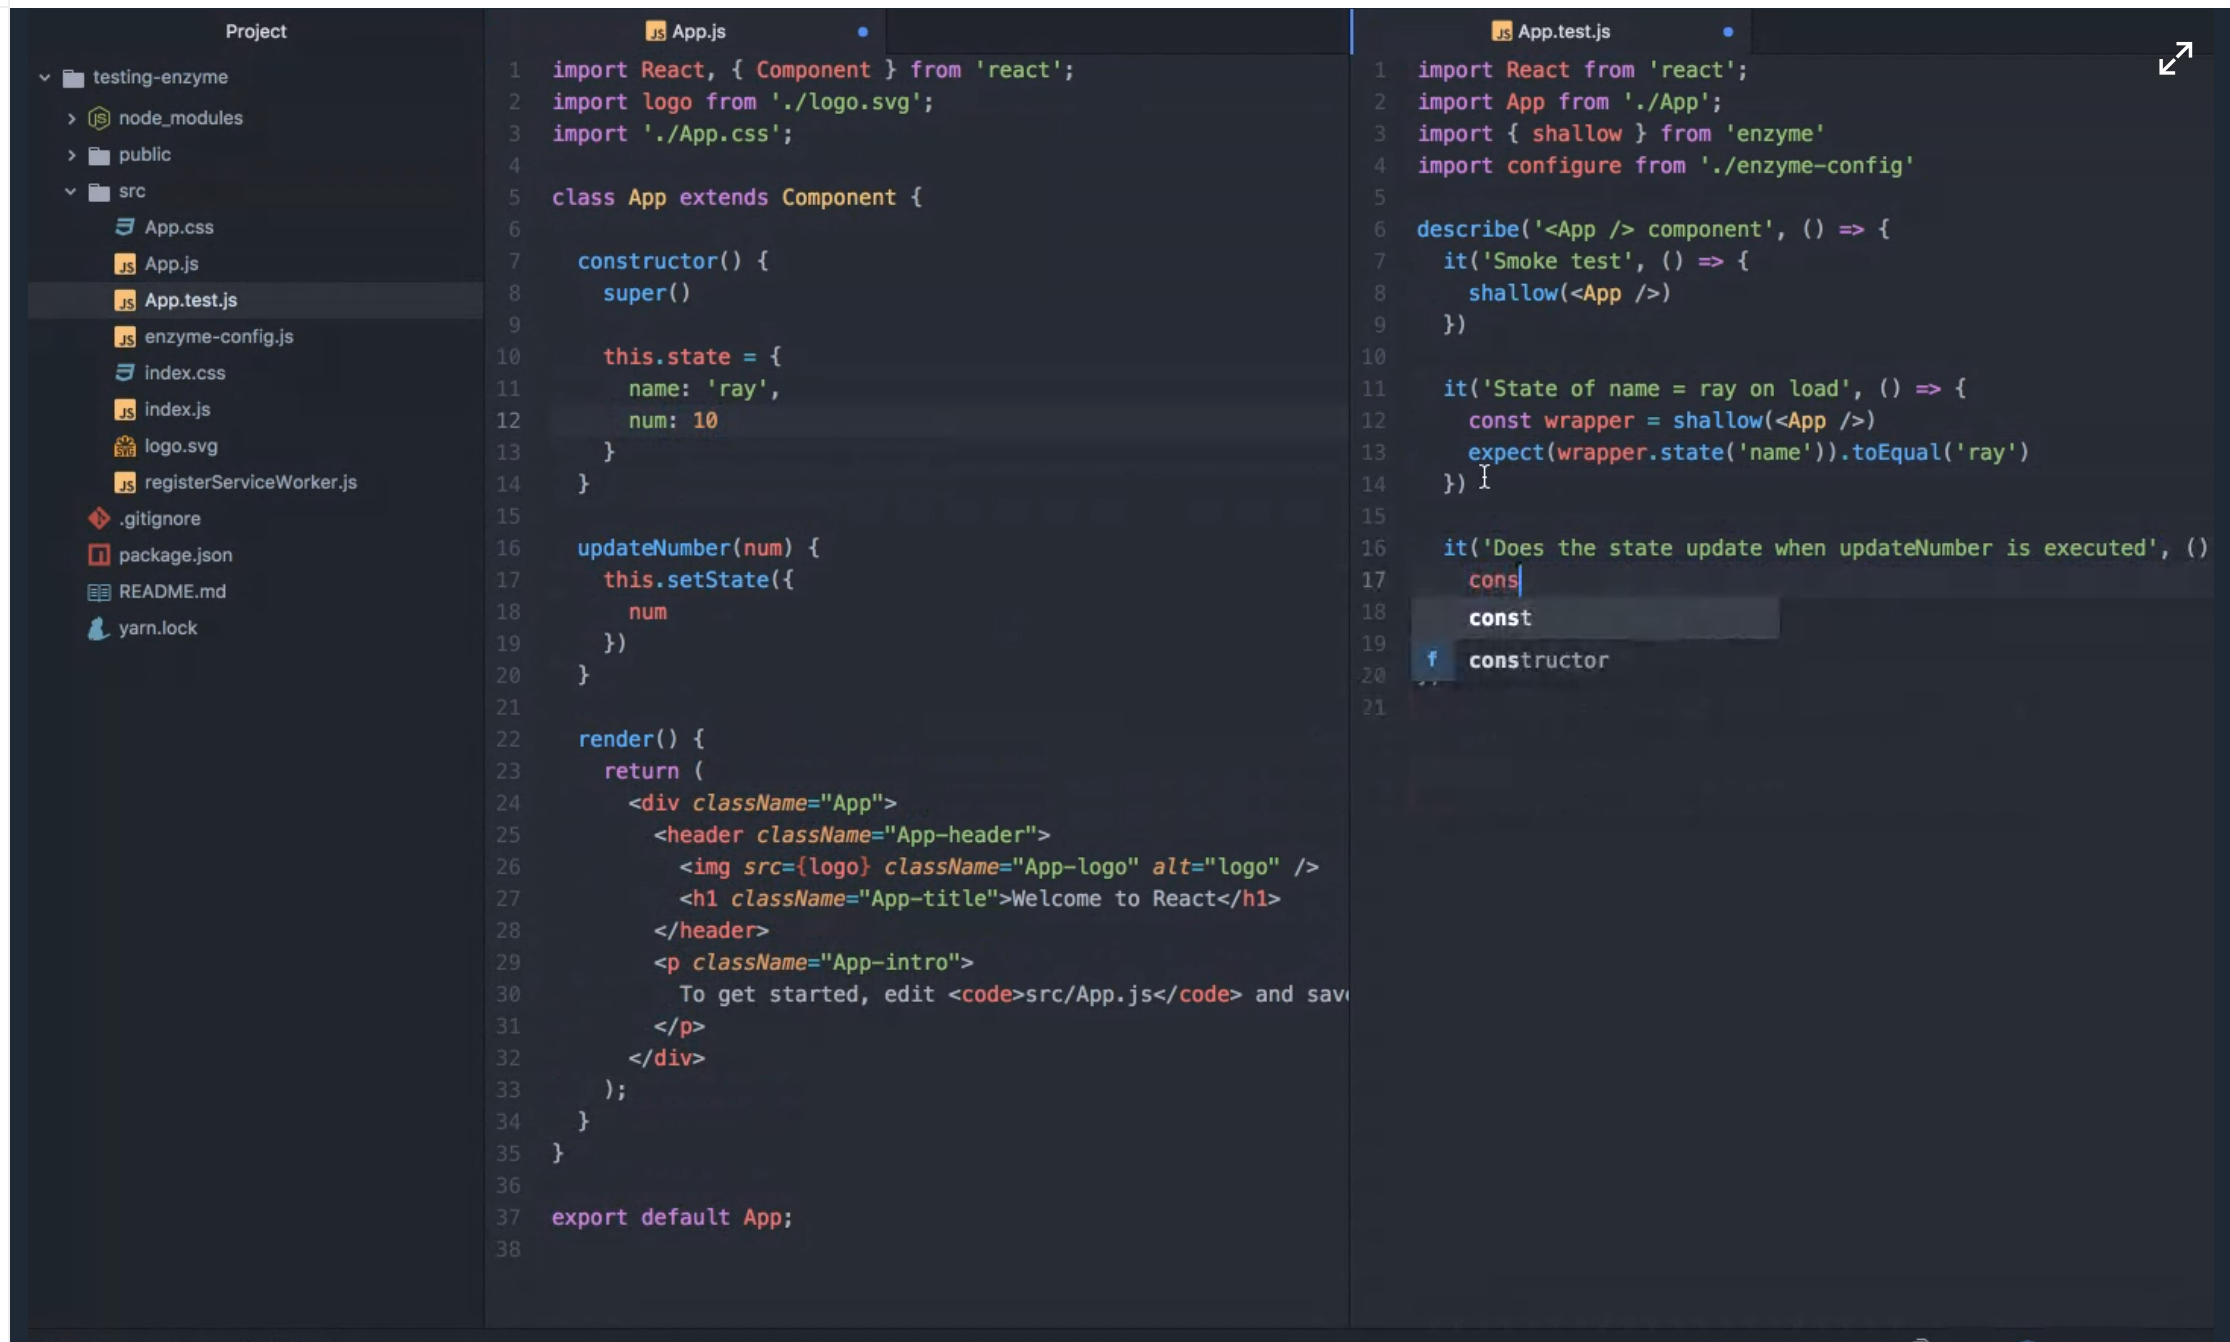 Project
testing-enzyme
node_modules
public
src
App.css
App.js
App.test.js
enzyme-config.js
index.css
index.js
logo.svg
registerServiceWorker.js
.gitignore
package.json
README.md
yarn.lock
App.js
1 import React, { Component } from 'react';
2 import logo from './logo.svg';
3 import './App.css';
4
5 class App extends Component {
6
7 constructor() {
8 super()
9
10 this.state = {
11 name: 'ray',
12 num: 10
13 }
14 }
15
16 updateNumber(num) {
17 this.setState({
18 num
19 })
20 }
21
22 render() {
23 return (
24 <div className="App">
25 <header className="App-header">
26 <img src={logo} className="App-logo" alt="logo" />
27 <h1 className="App-title">Welcome to React</h1>
28 </header>
29 <p className="App-intro">
30 To get started, edit <code>src/App.js</code> and save
31 </p>
32 </div>
33 );
34 }
35 }
36
37 export default App;
38
App.test.js
1 import React from 'react';
2 import App from './App';
3 import { shallow } from 'enzyme'
4 import configure from './enzyme-config'
5
6 describe('<App /> component', () => {
7 it('Smoke test', () => {
8 shallow(<App />)
9 })
10
11 it('State of name = ray on load', () => {
12 const wrapper = shallow(<App />)
13 expect(wrapper.state('name')).toEqual('ray')
14 })
15
16 it('Does the state update when updateNumber is executed', ()
17 cons
18 const
19
f constructor
20
21